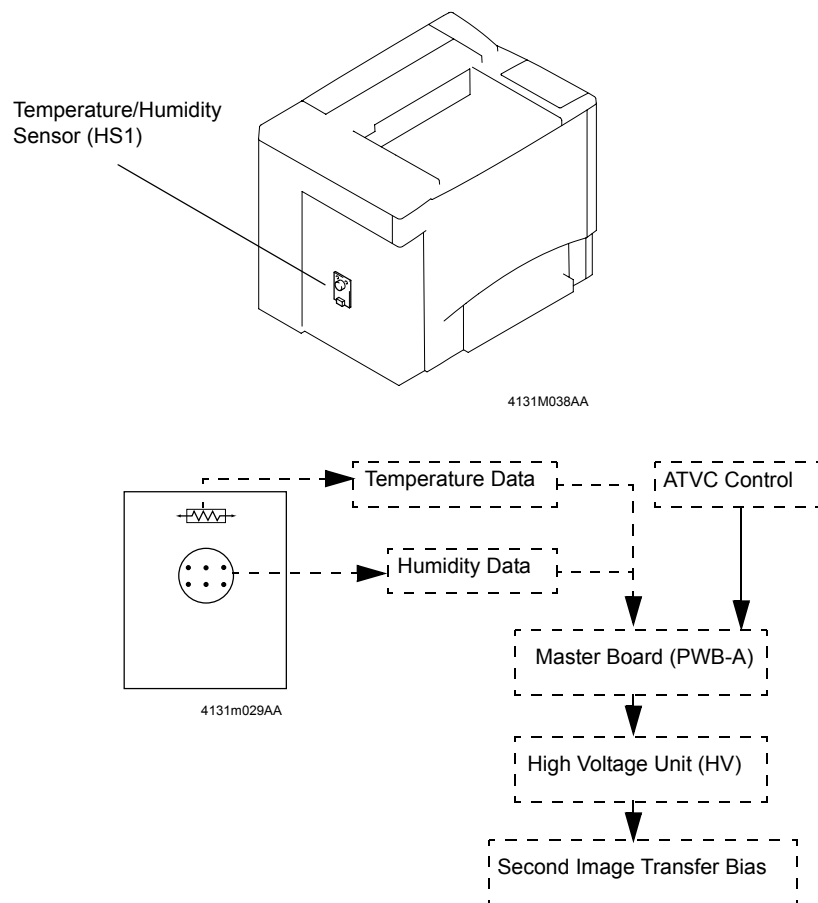 Temperature/Humidity
Sensor (HS1)
4131M038AA
Temperature Data
ATVC Control
Humidity Data
Master Board (PWB-A)
4131m029AA
High Voltage Unit (HV)
Second Image Transfer Bias